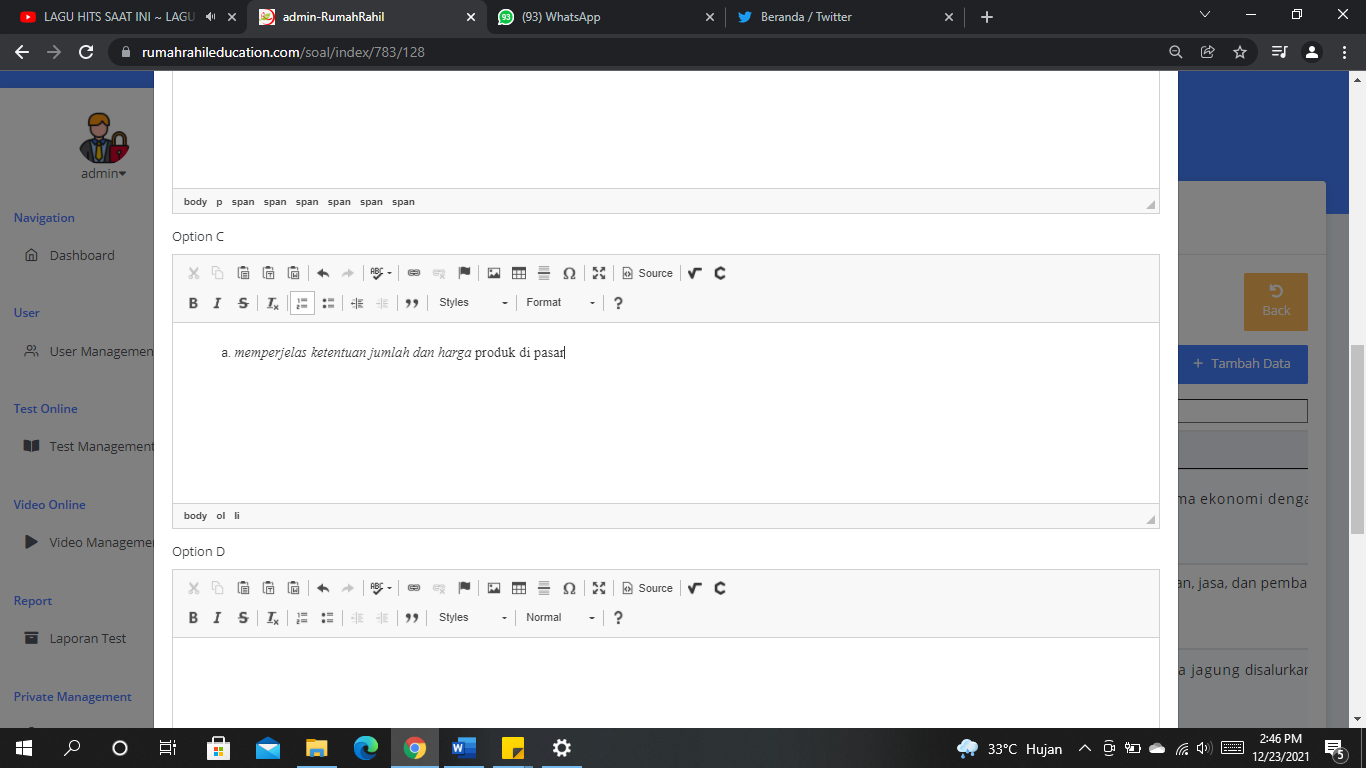 LAGU HITS SAAT INI ~ LAGU
admin-RumahRahil
(93) WhatsApp
Beranda / Twitter
rumahrahileducation.com/soal/index/783/128
admin
Navigation
Dashboard
User
User Managemen
Test Online
Test Management
Video Online
Video Manageme
Report
Laporan Test
Private Management
body p span span span span span span
Option C
Source
B I S Tx Styles Format ?
a. memperjelas ketentuan jumlah dan harga produk di pasar
body ol li
Option D
Source
B I S Tx Styles Normal ?
Back
+ Tambah Data
ma ekonomi denga
an, jasa, dan pemba
a jagung disalurkan
33°C Hujan
2:46 PM
12/23/2021
5